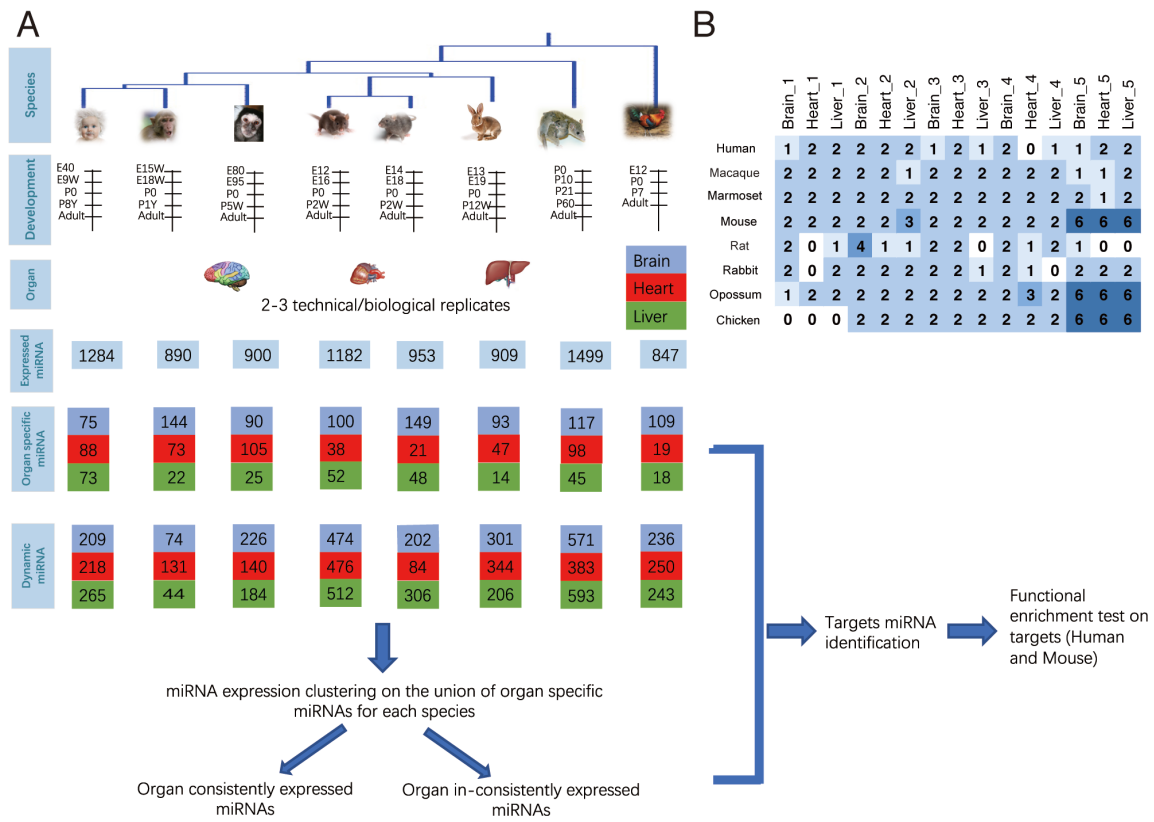 A
Species
Development
E40
E9W
P0
P8Y
Adult
E15W
E18W
P0
P1Y
Adult
E80
E95
P0
P5W
Adult
E12
E16
P0
P2W
Adult
E14
E18
P0
P2W
Adult
E13
E19
P0
P12W
Adult
P0
P10
P21
P60
Adult
E12
P0
P7
Adult
Organ
2-3 technical/biological replicates
Brain
Heart
Liver
Expressed
miRNA
1284 890 900 1182 953 909 1499 847
Organ specific
miRNA
75 144 90 100 149 93 117 109
88 73 105 38 21 47 98 19
73 22 25 52 48 14 45 18
Dynamic
miRNA
209 74 226 474 202 301 571 236
218 131 140 476 84 344 383 250
265 44 184 512 306 206 593 243
miRNA expression clustering on the union of organ specific
miRNAs for each species
Organ consistently expressed
miRNAs
Organ in-consistently expressed
miRNAs
Targets miRNA
identification
Functional
enrichment test on
targets (Human
and Mouse)
B
Brain_1 Heart_1 Liver_1 Brain_2 Heart_2 Liver_2 Brain_3 Heart_3 Liver_3 Brain_4 Heart_4 Liver_4 Brain_5 Heart_5 Liver_5
Human 1 2 2 2 2 2 1 2 1 2 0 1 1 2 2
Macaque 2 2 2 2 2 1 2 2 2 2 2 2 1 1 2
Marmoset 2 2 2 2 2 2 2 2 2 2 2 2 2 1 2
Mouse 2 2 2 2 2 3 2 2 2 2 2 2 6 6 6
Rat 2 0 1 4 1 1 2 2 0 2 1 2 1 0 0
Rabbit 2 0 2 2 2 2 2 2 1 2 1 0 2 2 2
Opossum 1 2 2 2 2 2 2 2 2 2 3 2 6 6 6
Chicken 0 0 0 2 2 2 2 2 2 2 2 2 6 6 6